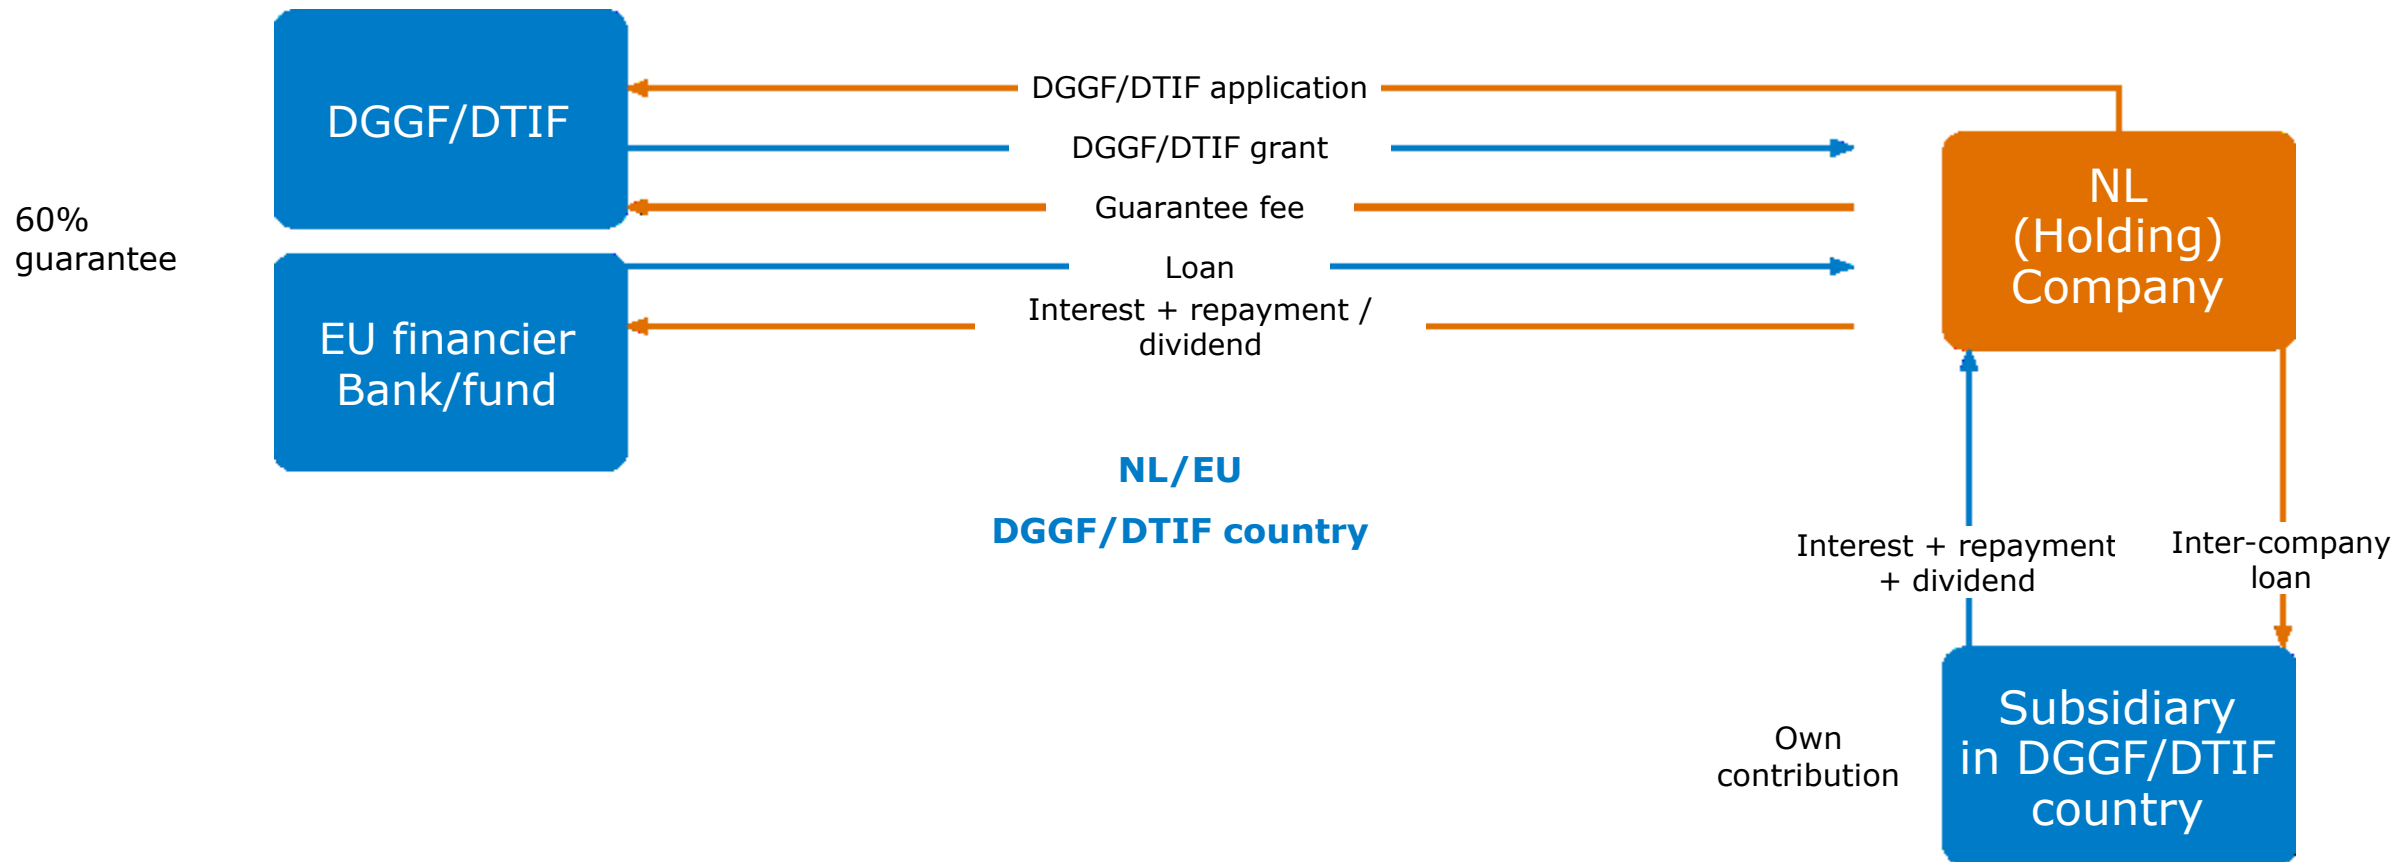 DGGF/DTIF
60%
guarantee
EU financier
Bank/fund
DGGF/DTIF application
DGGF/DTIF grant
Guarantee fee
Loan
Interest + repayment /
dividend
NL
(Holding)
Company
NL/EU
DGGF/DTIF country
Interest + repayment
+ dividend
Inter-company
loan
Own
contribution
Subsidiary
in DGGF/DTIF
country